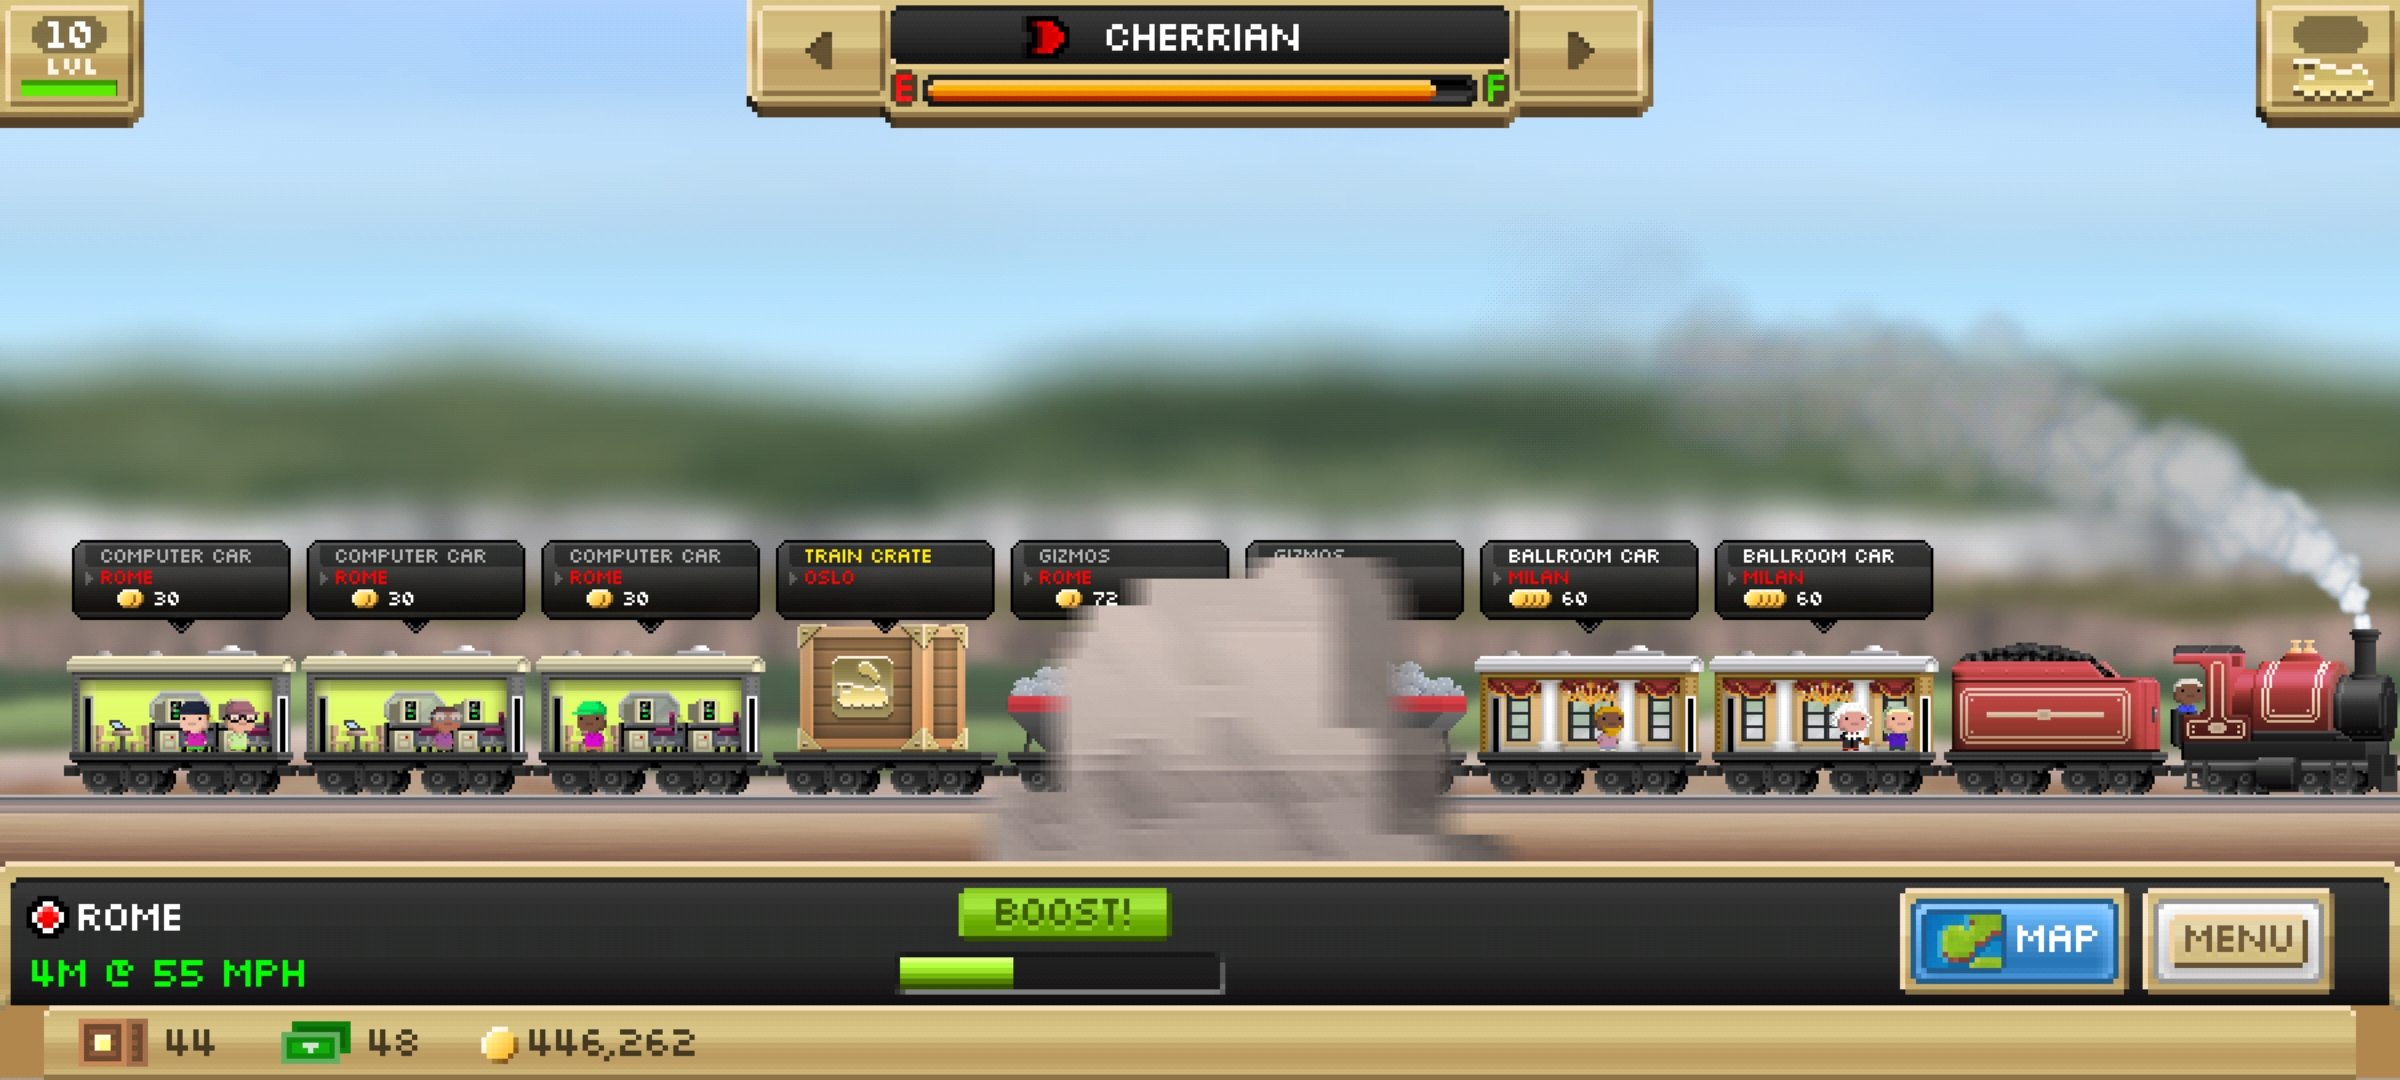 10
LVL
CHERRIAN
E F
COMPUTER CAR
ROME
30
COMPUTER CAR
ROME
30
COMPUTER CAR
ROME
30
TRAIN CRATE
OSLO
GIZMOS
ROME
72
GIZMOS
BALLROOM CAR
MILAN
60
BALLROOM CAR
MILAN
60
ROME
4M @ 55 MPH
BOOST!
MAP
MENU
44
48
446,262